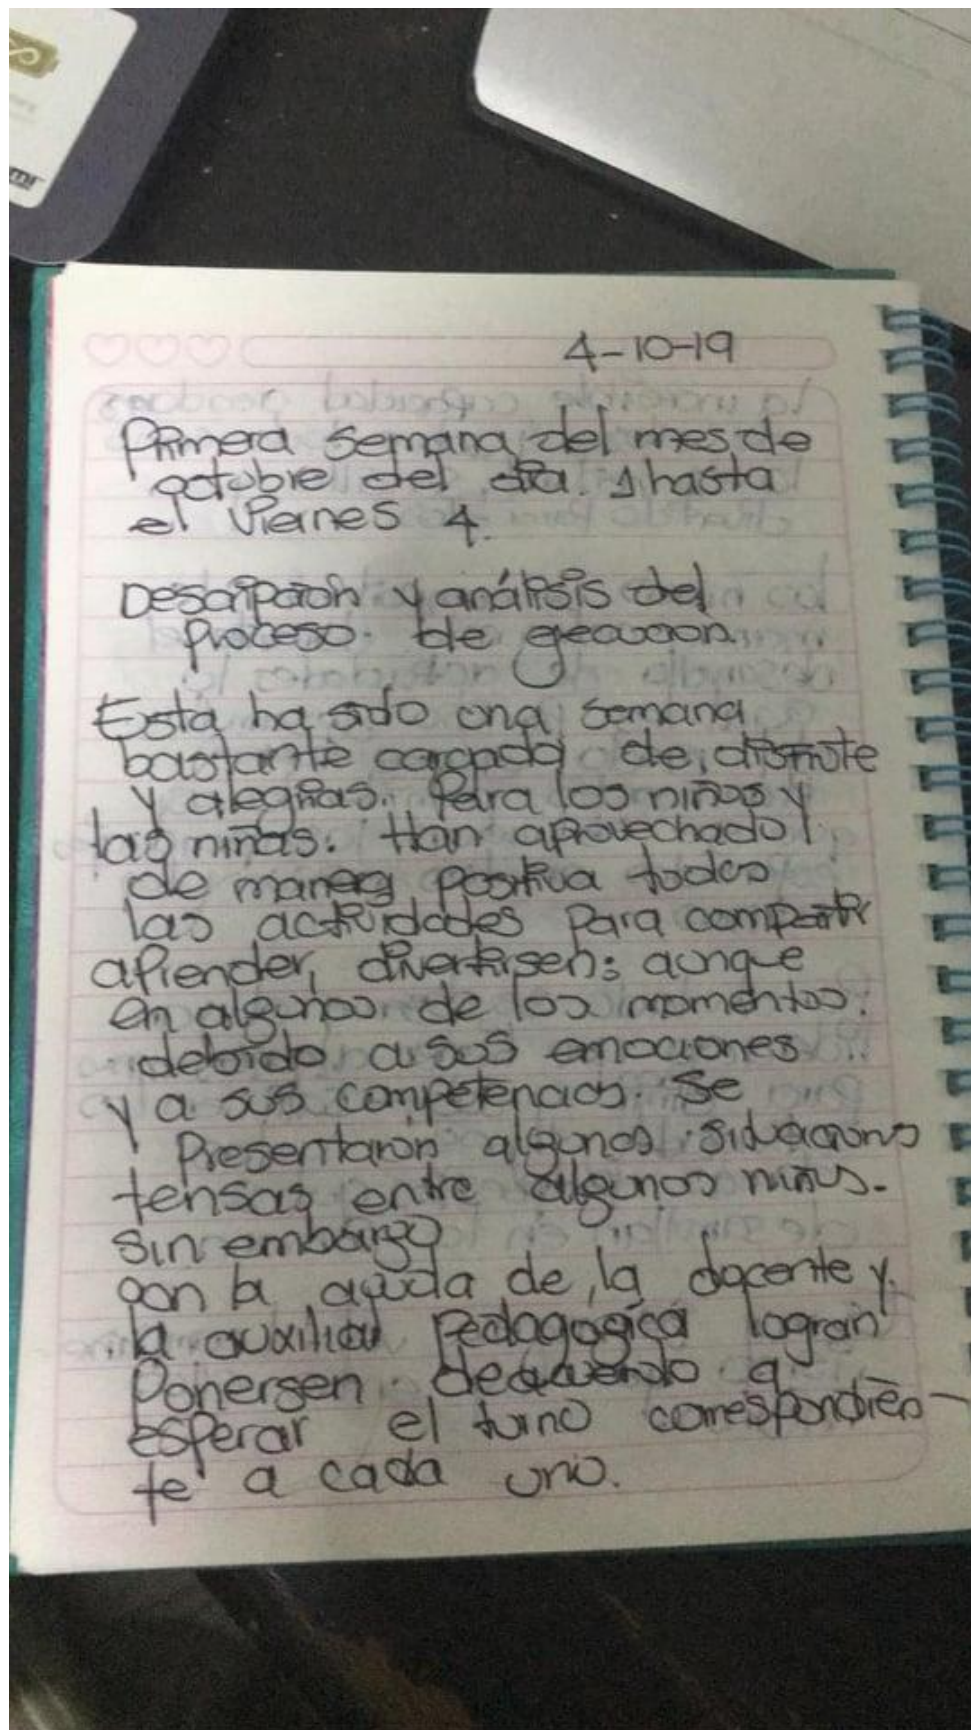 4-10-19
Primera semana del mes de
octubre del día 1 hasta
el viernes 4.
Descripción y análisis del
proceso. de ejecución.
Esta ha sido una semana
bastante cargada de disfrute
y alegrías. Para los niños y
las niñas. Han aprovechado
de manera positiva todas
las actividades para compartir
aprender, divertirsen; aunque
en algunos de los momentos.
debido a sus emociones
y a sus competencias. se
presentaron algunas situaciones
tensas entre algunos niños.
sin embargo
con la ayuda de la docente y
la auxiliar pedagogíca logran
ponersen deacuerdo a
esperar el turno correspondien-
te a cada uno.